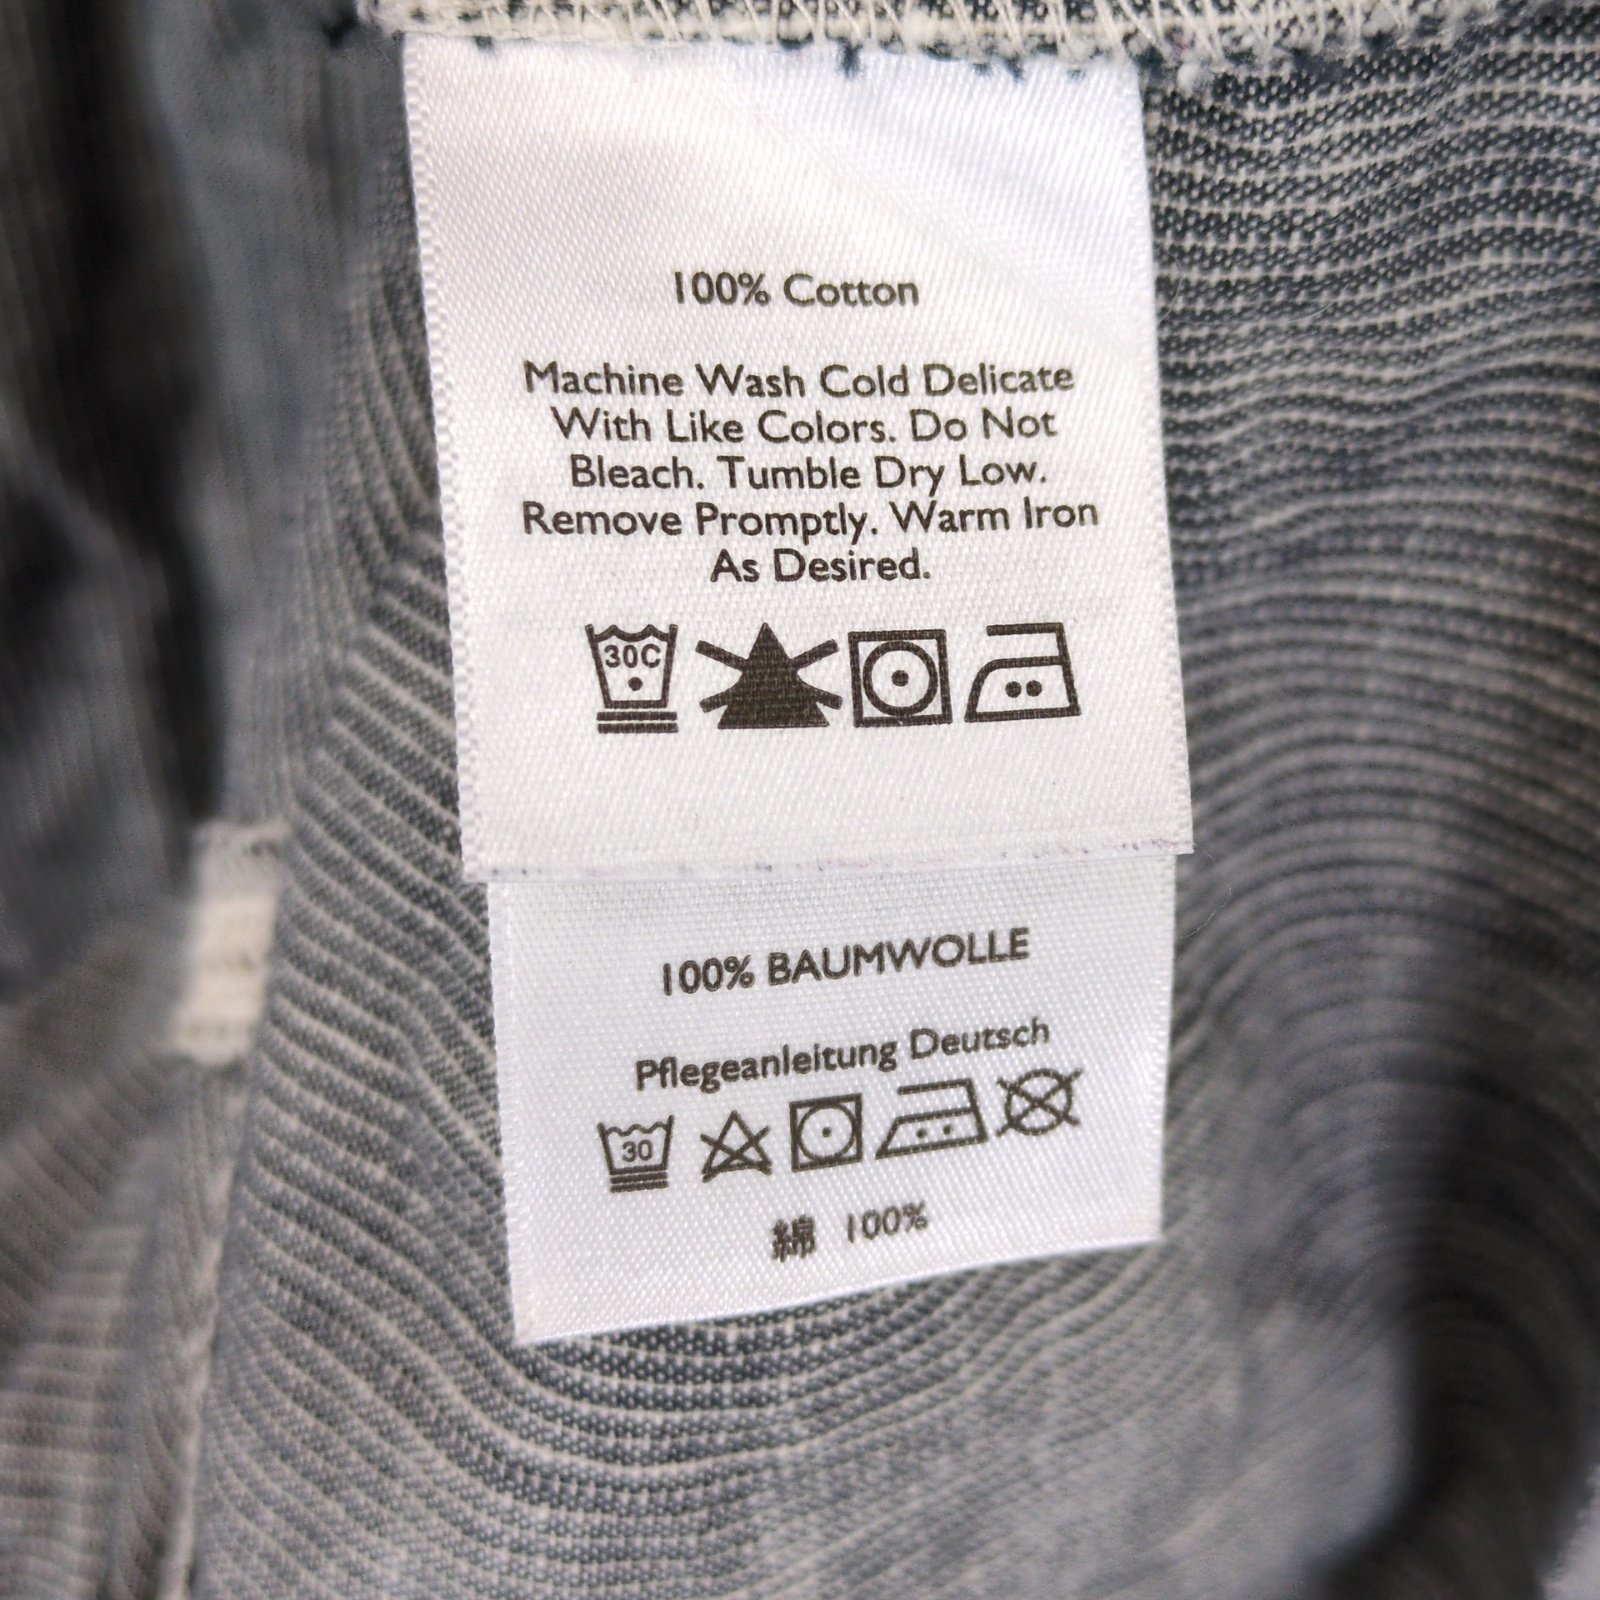 100% Cotton
Machine Wash Cold Delicate
With Like Colors. Do Not
Bleach. Tumble Dry Low.
Remove Promptly. Warm Iron
As Desired.
30C
100% BAUMWOLLE
Pflegeanleitung Deutsch
30
綿 100%